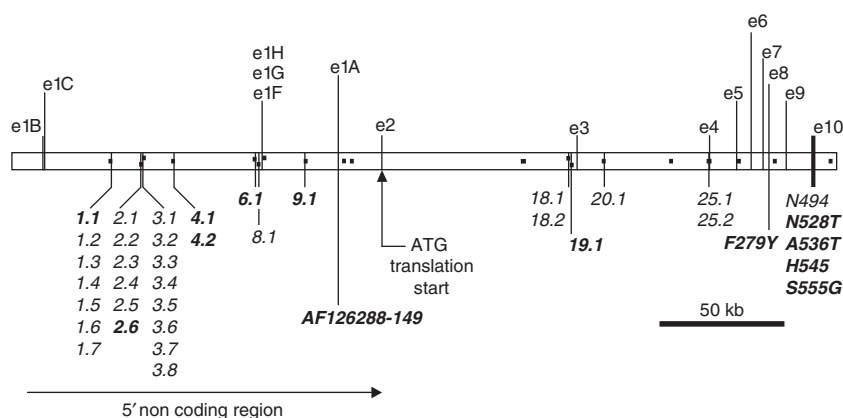 e6
e1H
e1G
e1F
e1A
e7
e1C
e8
e1B
e2
e3
e4
e5
e9
e10
1.1
1.2
1.3
1.4
1.5
1.6
1.7
2.1
2.2
2.3
2.4
2.5
2.6
3.1
3.2
3.3
3.4
3.5
3.6
3.7
3.8
4.1
4.2
6.1
8.1
9.1
ATG
translation
start
AF126288-149
18.1
18.2
19.1
20.1
25.1
25.2
F279Y
N494
N528T
A536T
H545
S555G
50 kb
5′ non coding region